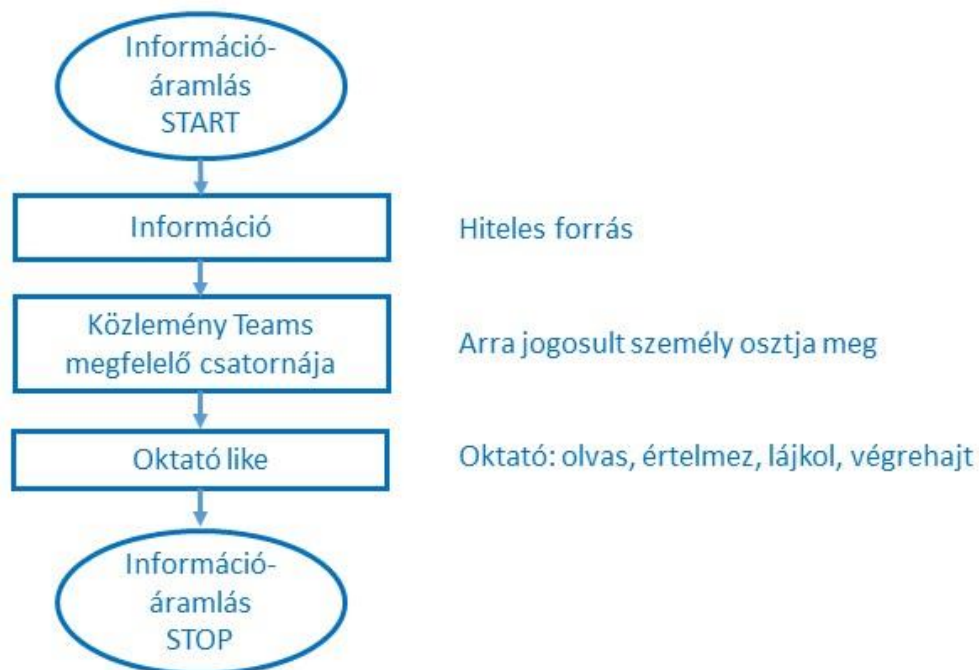 Információ-
áramlás
START
Információ
Hiteles forrás
Közlemény Teams
megfelelő csatornája
Arra jogosult személy osztja meg
Oktató like
Oktató: olvas, értelmez, lájkol, végrehajt
Információ-
áramlás
STOP